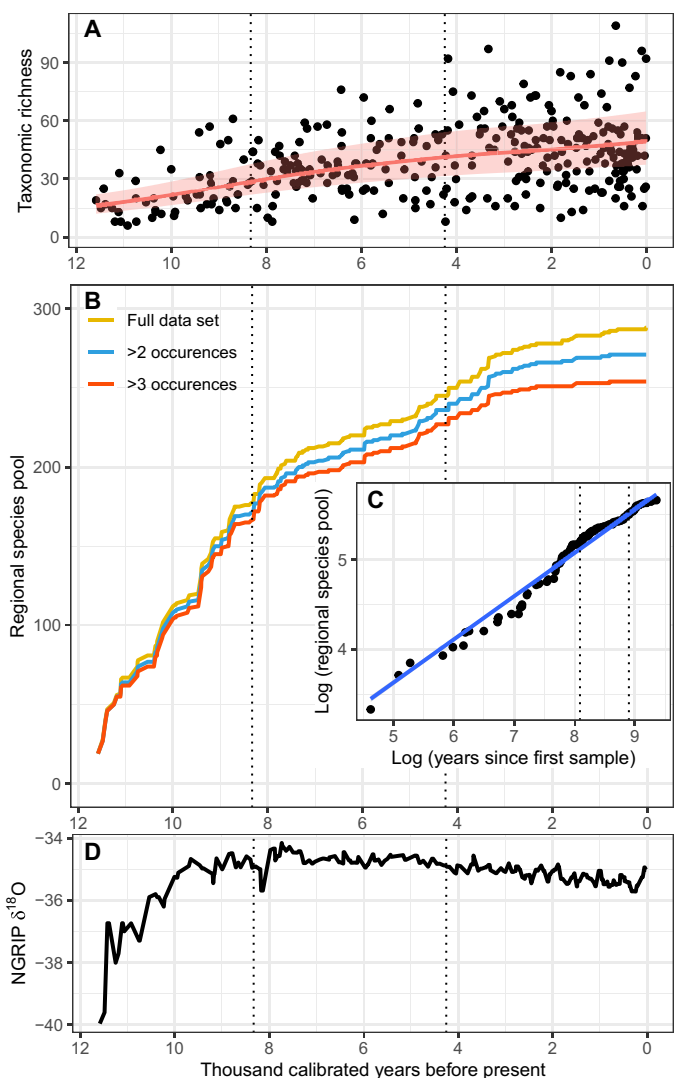 A
Taxonomic richness
90
60
30
0
12 10 8 6 4 2 0
B
Full data set
>2 occurences
>3 occurences
Regional species pool
300
200
100
0
12 10 8 6 4 2 0
C
Log (regional species pool)
5
4
5 6 7 8 9
Log (years since first sample)
D
NGRIP δ18O
−34
−36
−38
−40
12 10 8 6 4 2 0
Thousand calibrated years before present